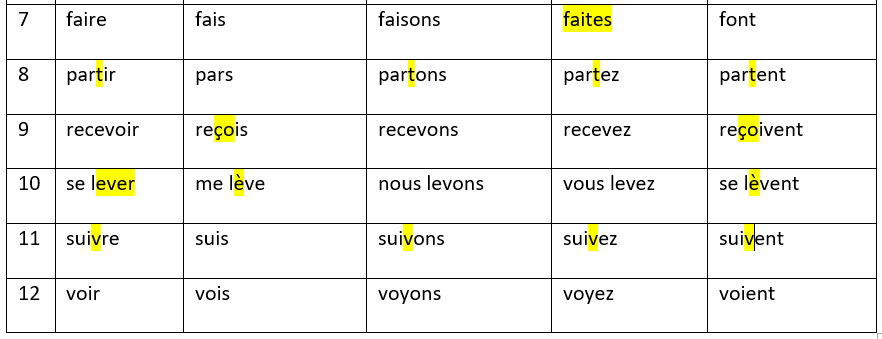 7 faire fais faisons faites font
8 partir pars partons partez partent
9 recevoir reçois recevons recevez reçoivent
10 se lever me lève nous levons vous levez se lèvent
11 suivre suis suivons suivez suivent
12 voir vois voyons voyez voient